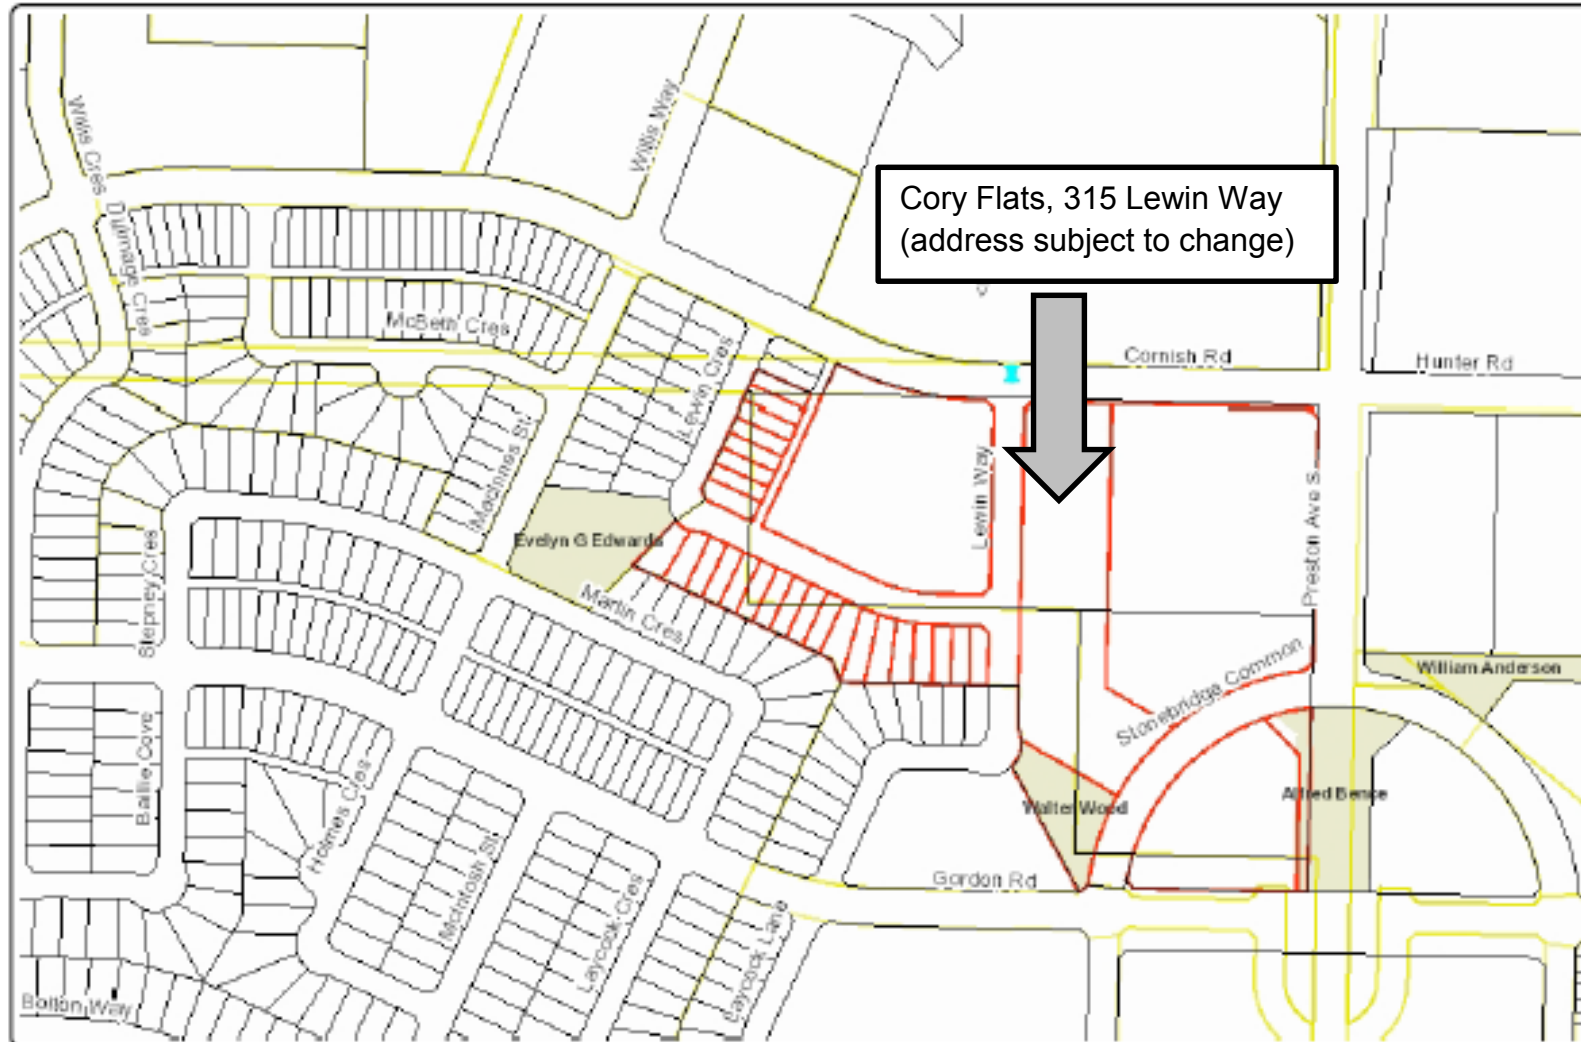 Willis Cres
Willis Way
Cory Flats, 315 Lewin Way
(address subject to change)
Dulmage Cres
McBeth Cres
Lewin Cres
Cornish Rd
Hunter Rd
MacInnes St
Lewin Way
Preston Ave S
Evelyn G Edwards
Stepney Cres
Martin Cres
William Anderson
Stonebridge Common
Baillie Cove
Holmes Cres
Walter Wood
Alfred Bence
McIntosh St
Gordon Rd
Laycock Cres
Laycock Lane
Bolton Way